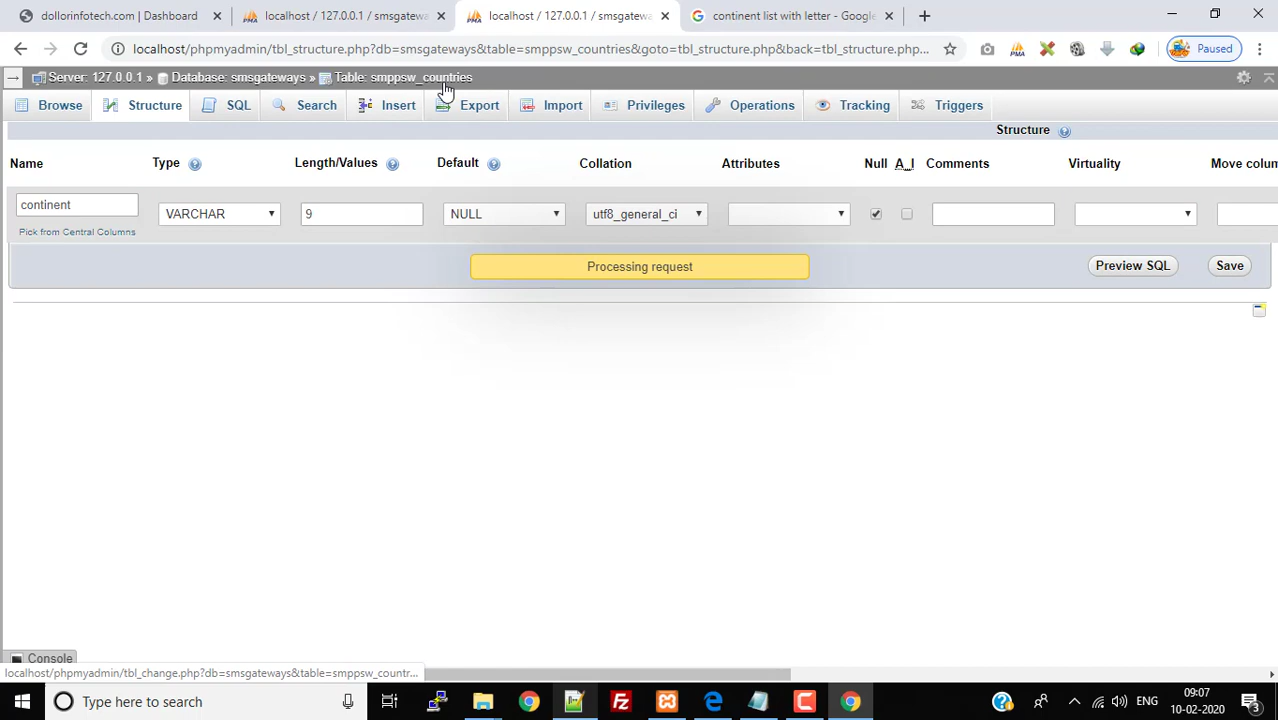 dollorinfotech.com | Dashboard
localhost / 127.0.0.1 / smsgatew
localhost / 127.0.0.1 / smsgatew
continent list with letter - Google
localhost/phpmyadmin/tbl_structure.php?db=smsgateways&table=smppsw_countries&goto=tbl_structure.php&back=tbl_structure.php...
Paused
Server: 127.0.0.1 » Database: smsgateways » Table: smppsw_countries
Browse Structure SQL Search Insert Export Import Privileges Operations Tracking Triggers
Structure
Name Type Length/Values Default Collation Attributes Null A_I Comments Virtuality Move colum
continent VARCHAR 9 NULL utf8_general_ci
Pick from Central Columns
Processing request Preview SQL Save
Console
localhost/phpmyadmin/tbl_change.php?db=smsgateways&table=smppsw_countr...
Type here to search
ENG
09:07
10-02-2020
3